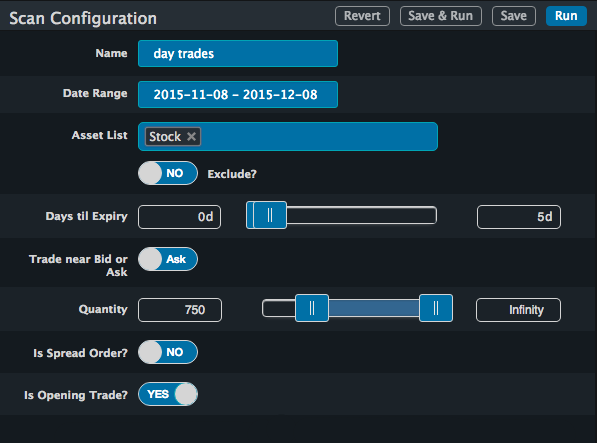 Scan Configuration Revert Save & Run Save Run
Name day trades
Date Range 2015-11-08 - 2015-12-08
Asset List Stock ×
NO Exclude?
Days til Expiry 0d 5d
Trade near Bid or
Ask Ask
Quantity 750 Infinity
Is Spread Order? NO
Is Opening Trade? YES